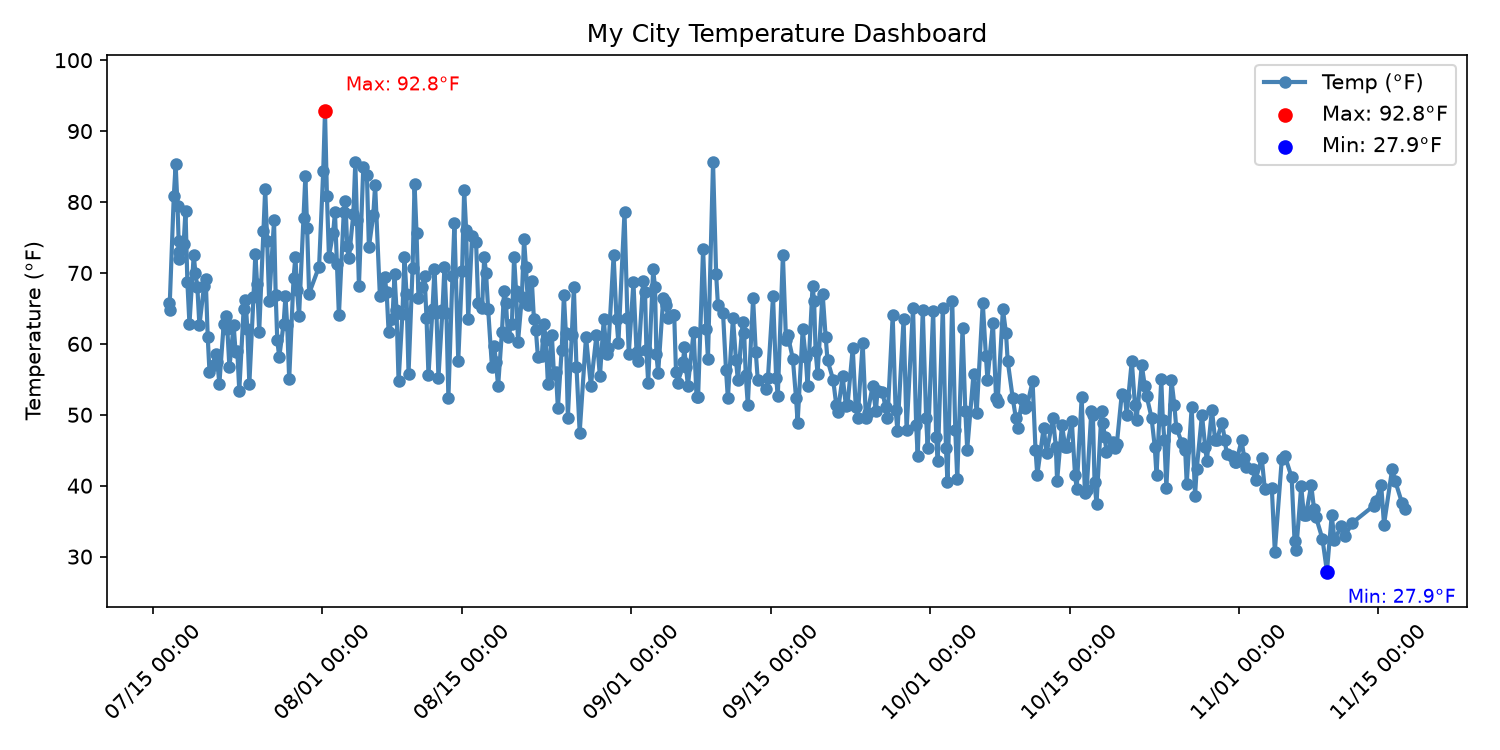 My City Temperature Dashboard
Temperature (°F)
100
90
80
70
60
50
40
30
Max: 92.8°F
Min: 27.9°F
Temp (°F)
Max: 92.8°F
Min: 27.9°F
07/15 00:00
08/01 00:00
08/15 00:00
09/01 00:00
09/15 00:00
10/01 00:00
10/15 00:00
11/01 00:00
11/15 00:00